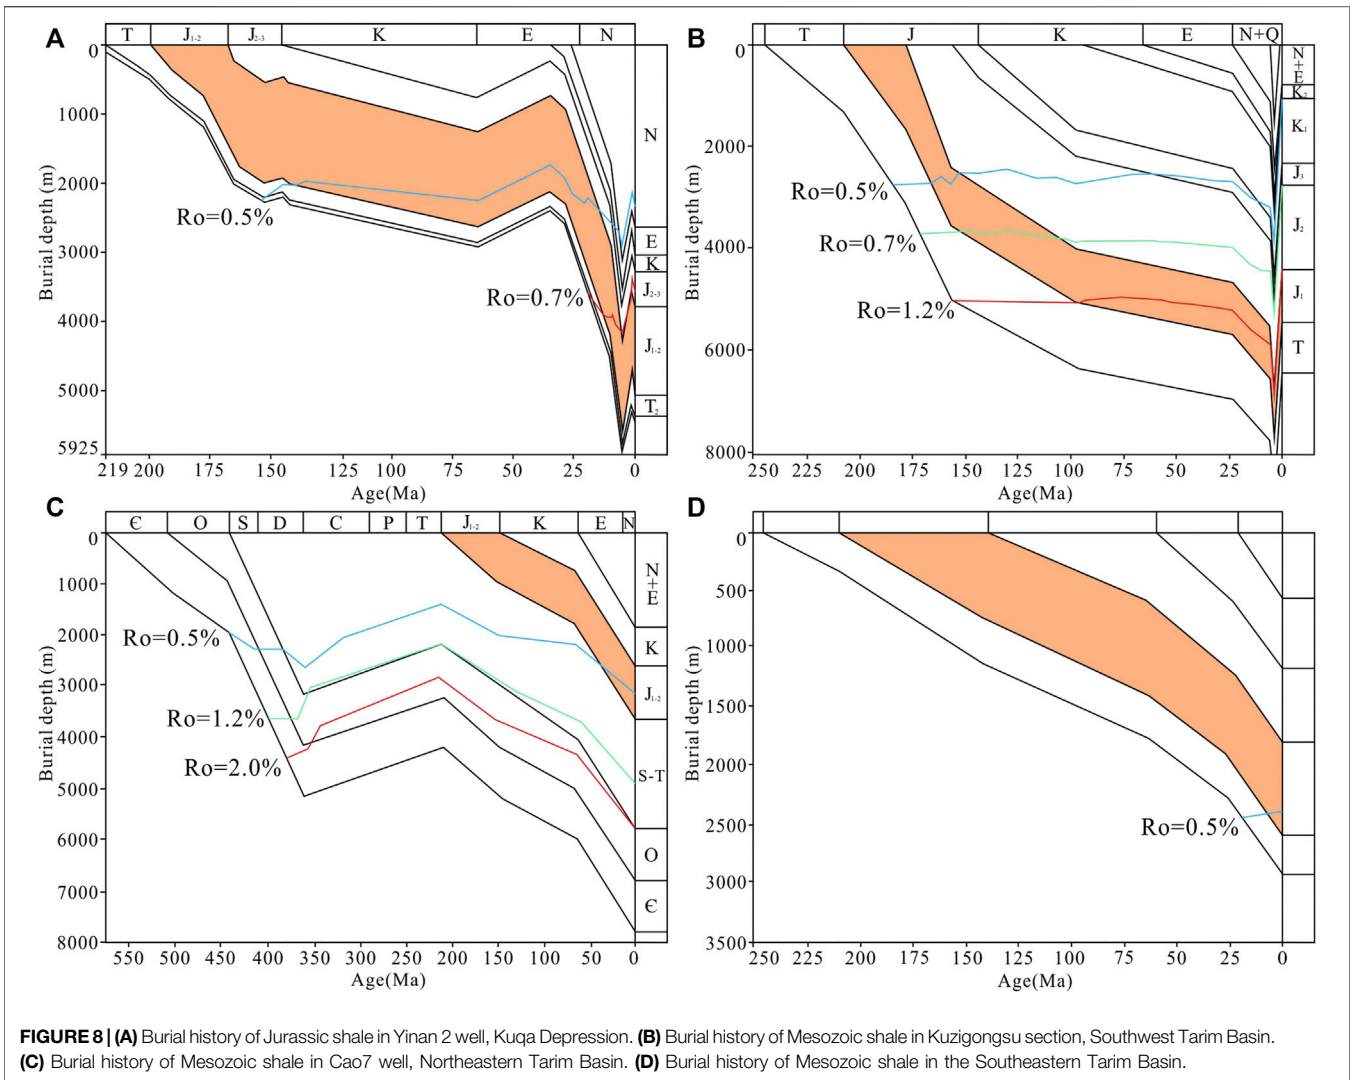 A
T J1-2 J2-3 K E N
0
1000
2000
3000
4000
5000
5925
Burial depth (m)
Ro=0.5%
Ro=0.7%
N
E
K
J2-3
J1-2
T2
219 200 175 150 125 100 75 50 25 0
Age(Ma)
B
T J K E N+Q
0
2000
4000
6000
8000
Burial depth (m)
Ro=0.5%
Ro=0.7%
Ro=1.2%
N
+
E
K2
K1
J3
J2
J1
T
250 225 200 175 150 125 100 75 50 25 0
Age(Ma)
C
Є O S D C P T J1-2 K E N
0
1000
2000
3000
4000
5000
6000
7000
8000
Burial depth (m)
Ro=0.5%
Ro=1.2%
Ro=2.0%
N
+
E
K
J1-2
S-T
O
Є
550 500 450 400 350 300 250 200 150 100 50 0
Age(Ma)
D
0
500
1000
1500
2000
2500
3000
3500
Burial depth (m)
Ro=0.5%
250 225 200 175 150 125 100 75 50 25 0
Age(Ma)
FIGURE 8 | (A) Burial history of Jurassic shale in Yinan 2 well, Kuqa Depression. (B) Burial history of Mesozoic shale in Kuzigongsu section, Southwest Tarim Basin.
(C) Burial history of Mesozoic shale in Cao7 well, Northeastern Tarim Basin. (D) Burial history of Mesozoic shale in the Southeastern Tarim Basin.